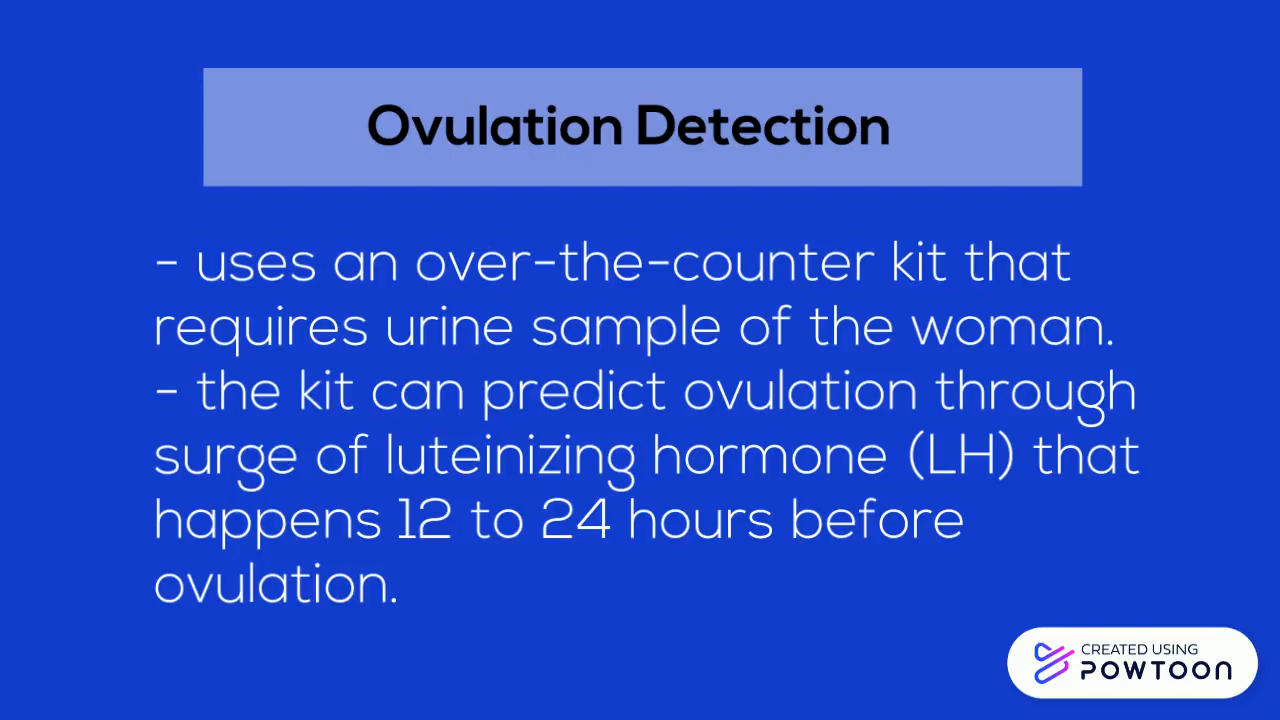 Ovulation Detection
- uses an over-the-counter kit that
requires urine sample of the woman.
- the kit can predict ovulation through
surge of luteinizing hormone (LH) that
happens 12 to 24 hours before
ovulation.
CREATED USING
POWTOON